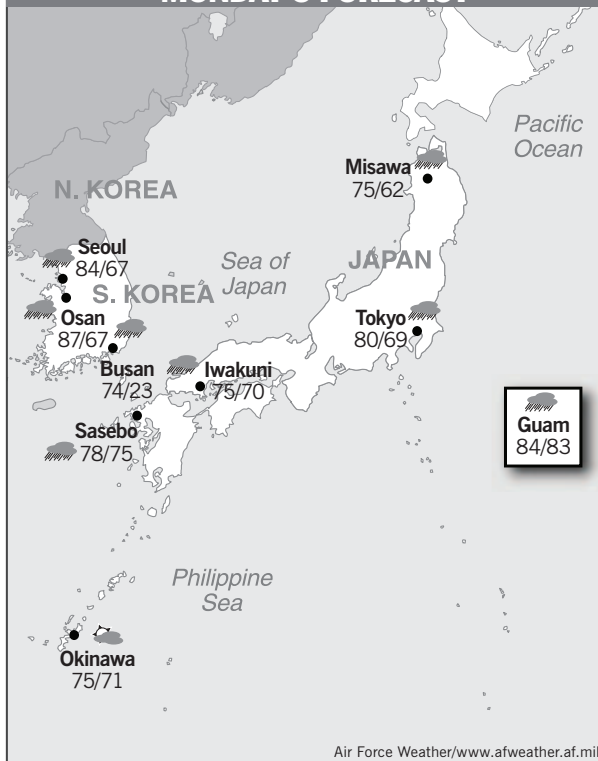 Pacific
Ocean
Misawa
75/62
N. KOREA
Seoul
84/67
Sea of
Japan
JAPAN
S. KOREA
Osan
87/67
Tokyo
80/69
Busan
74/23
Iwakuni
75/70
Guam
84/83
Sasebo
78/75
Philippine
Sea
Okinawa
75/71
Air Force Weather/www.afweather.af.mil